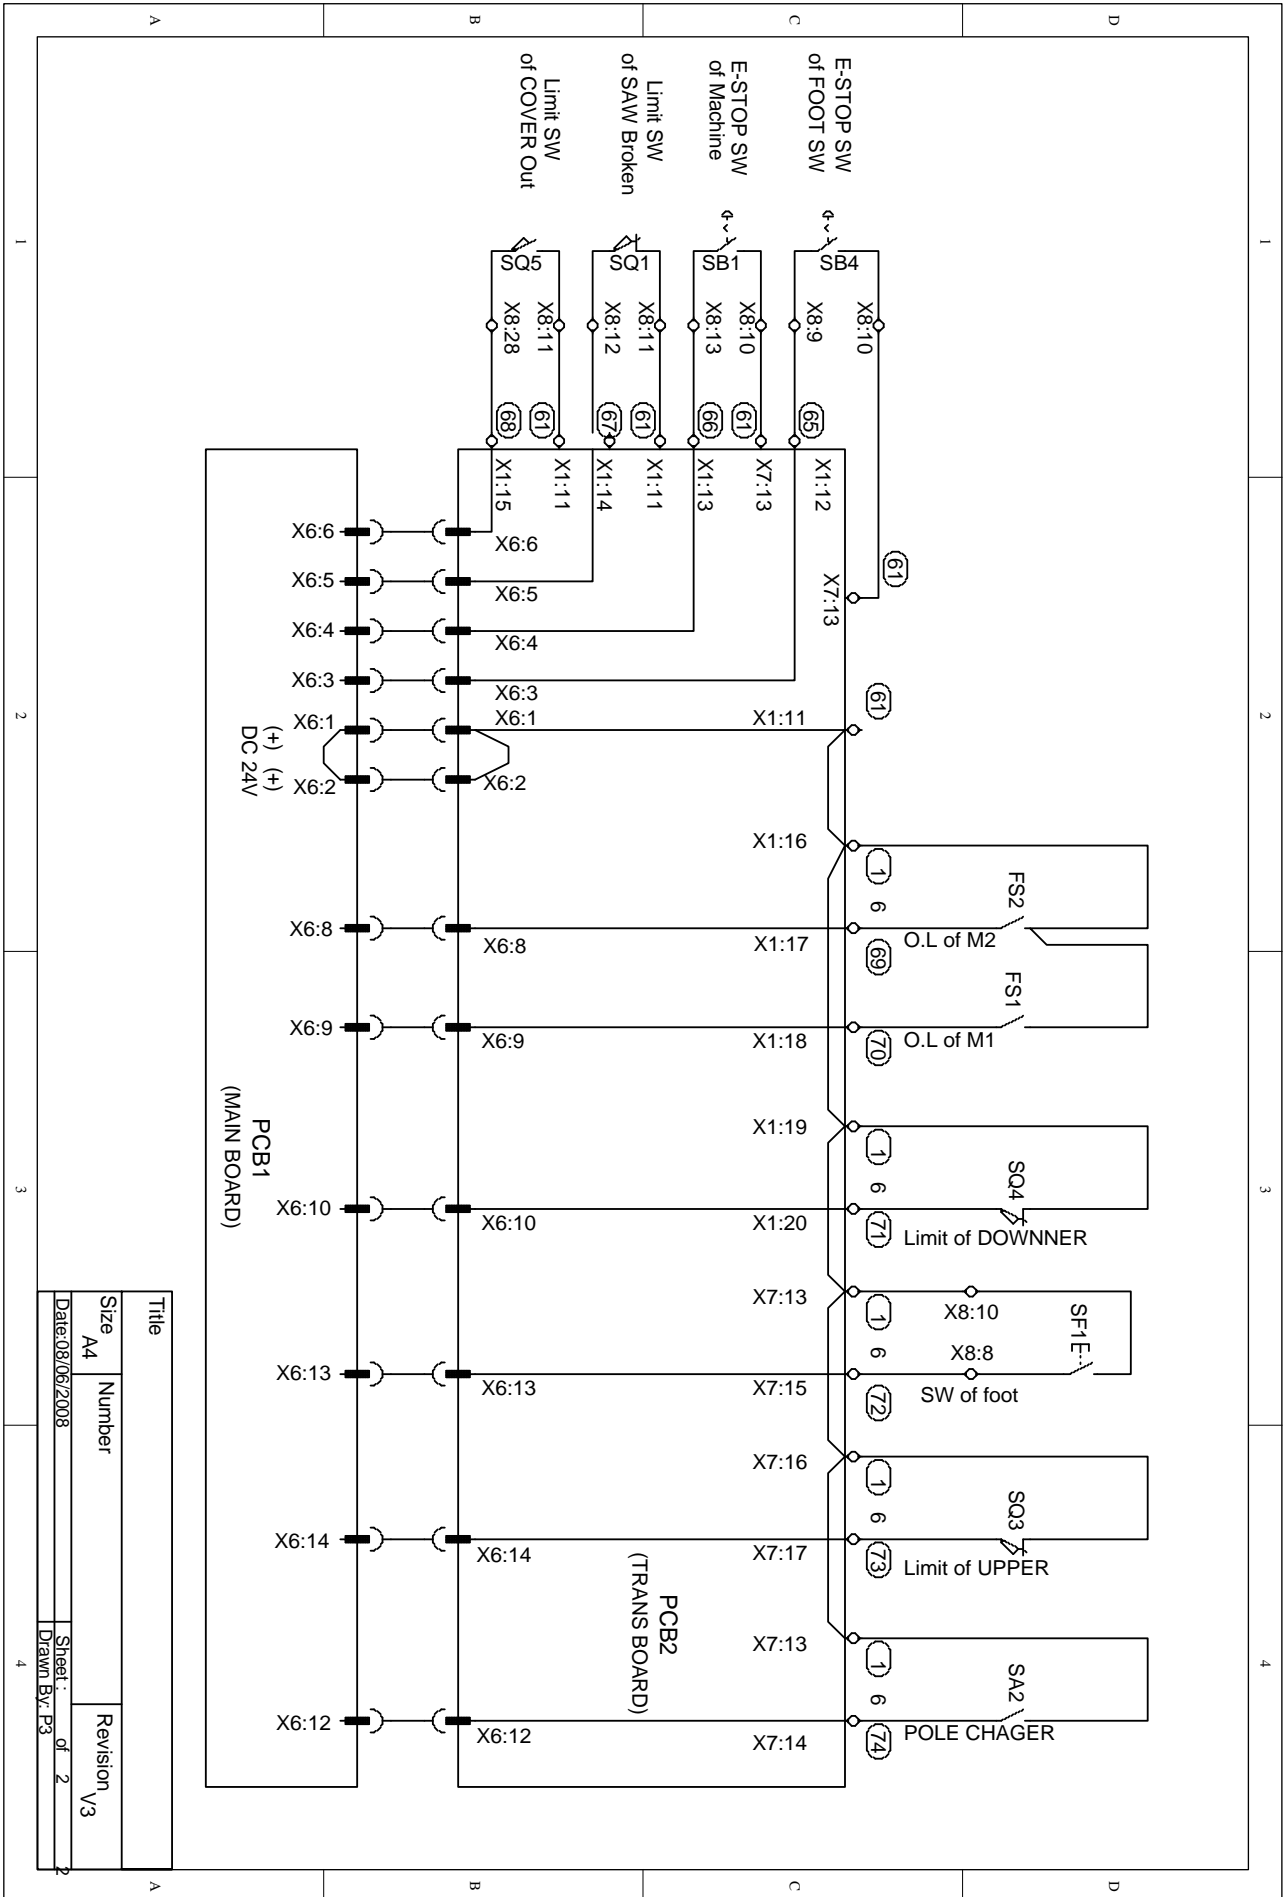 A
B
C
D
1
1
E-STOP SW
of FOOT SW
E-STOP SW
of Machine
Limit SW
of SAW Broken
Limit SW
of COVER Out
SB4
SB1
SQ1
SQ5
X8:10
X8:9
X8:10
X8:13
X8:11
X8:12
X8:11
X8:28
65
61
66
61
67
61
68
X1:12
X7:13
X1:13
X1:11
X1:14
X1:11
X1:15
61
X7:13
X6:6
X6:6
X6:5
X6:5
X6:4
X6:4
X6:3
X6:3
2
2
X6:1
X6:1
X1:11
61
(+) (+)
DC 24V
X6:2
X6:2
X1:16
1
6
FS2
X6:8
X6:8
X1:17
69
O.L of M2
FS1
X6:9
X6:9
X1:18
70
O.L of M1
PCB1
(MAIN BOARD)
X1:19
1
6
SQ4
3
3
X6:10
X6:10
X1:20
71
Limit of DOWNNER
X7:13
1
6
X8:10
SF1E
X8:8
X6:13
X6:13
X7:15
72
SW of foot
X7:16
1
6
SQ3
X6:14
X6:14
X7:17
73
Limit of UPPER
PCB2
(TRANS BOARD)
X7:13
1
6
SA2
4
4
X6:12
X6:12
X7:14
74
POLE CHAGER
Title
Size
A4
Number
Revision
V3
Date:08/06/2008
Sheet : of 2 2
Drawn By: P3
A
B
C
D